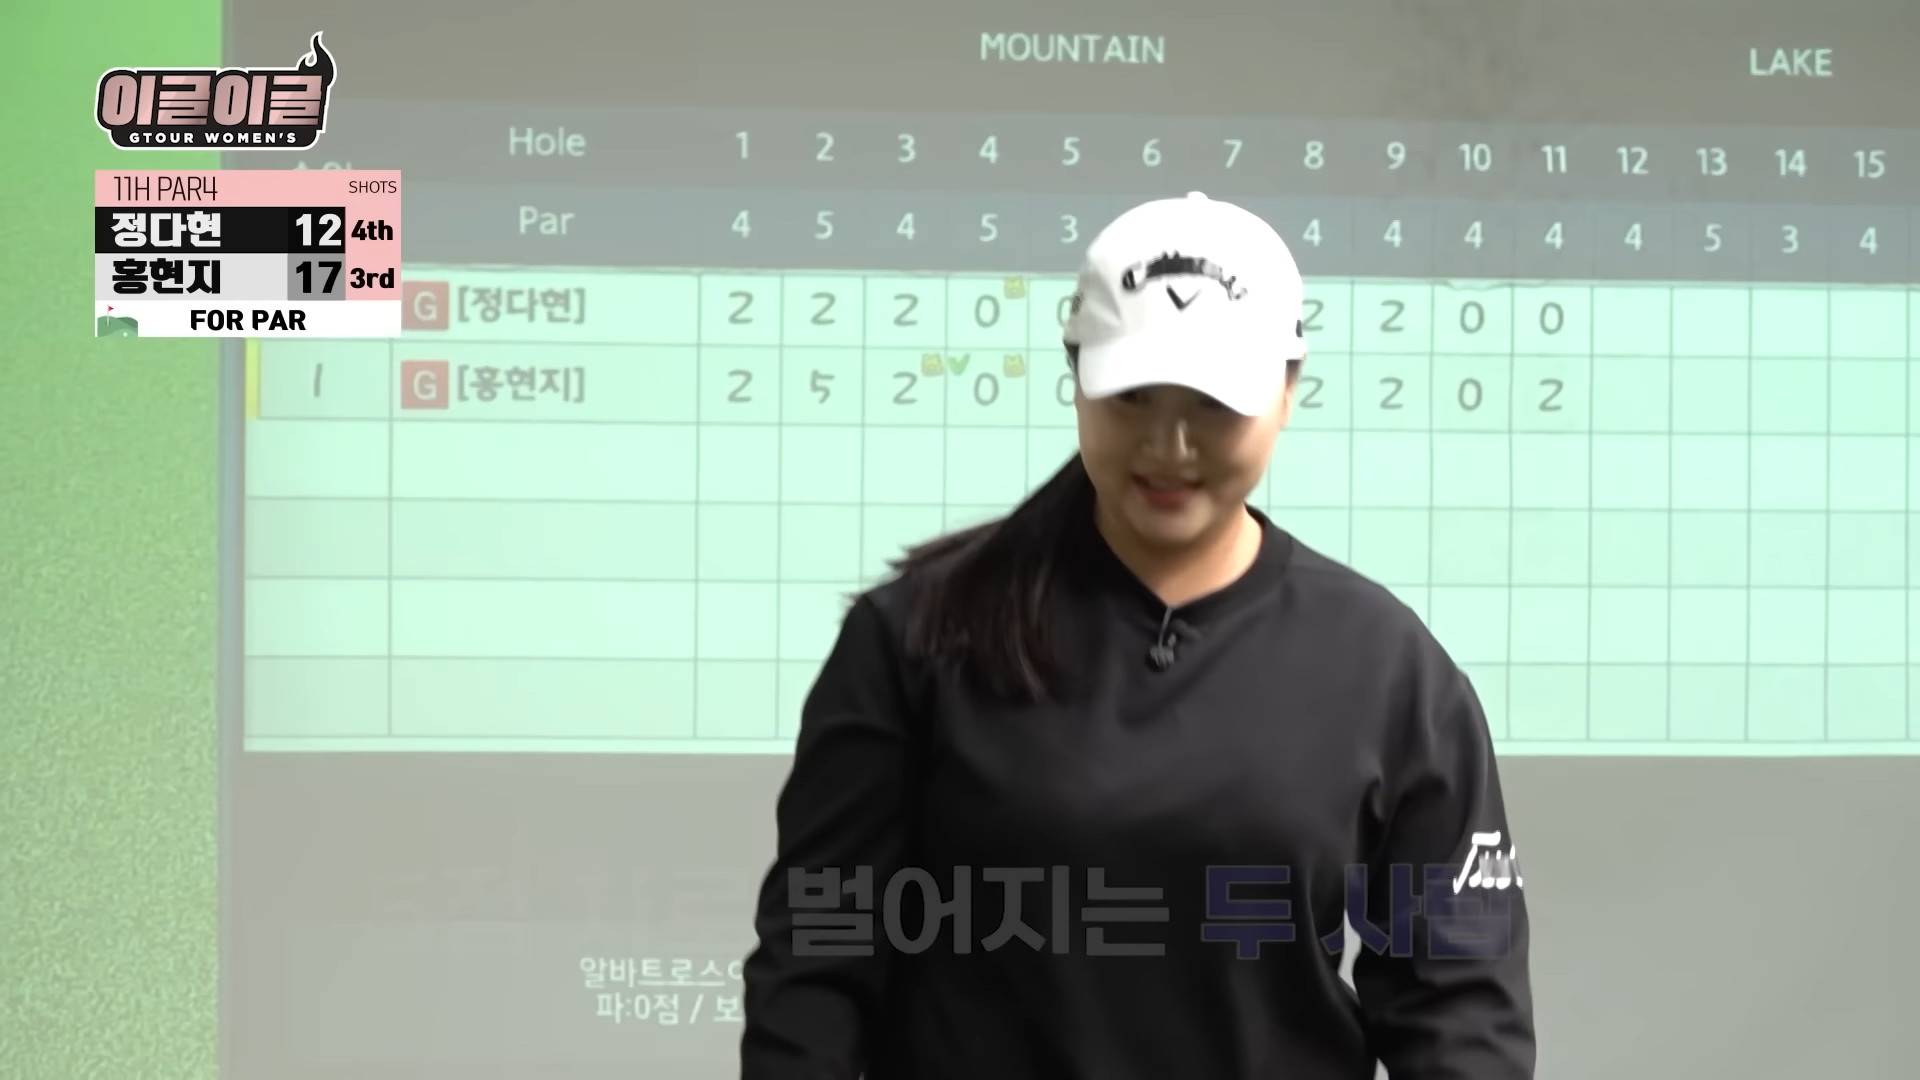 이글이글
GTOUR WOMEN'S
11H PAR4 SHOTS
정다현 12 4th
홍현지 17 3rd
FOR PAR
MOUNTAIN LAKE
Hole 1 2 3 4 5 6 7 8 9 10 11 12 13 14 15
Par 4 5 4 5 3 4 4 4 4 4 5 3 4
G [정다현] 2 2 2 0 2 2 0 0
1 G [홍현지] 2 5 2 0 0 2 2 0 2
Callaway
벌어지는 두 사람
알바트로스
파:0점 / 보